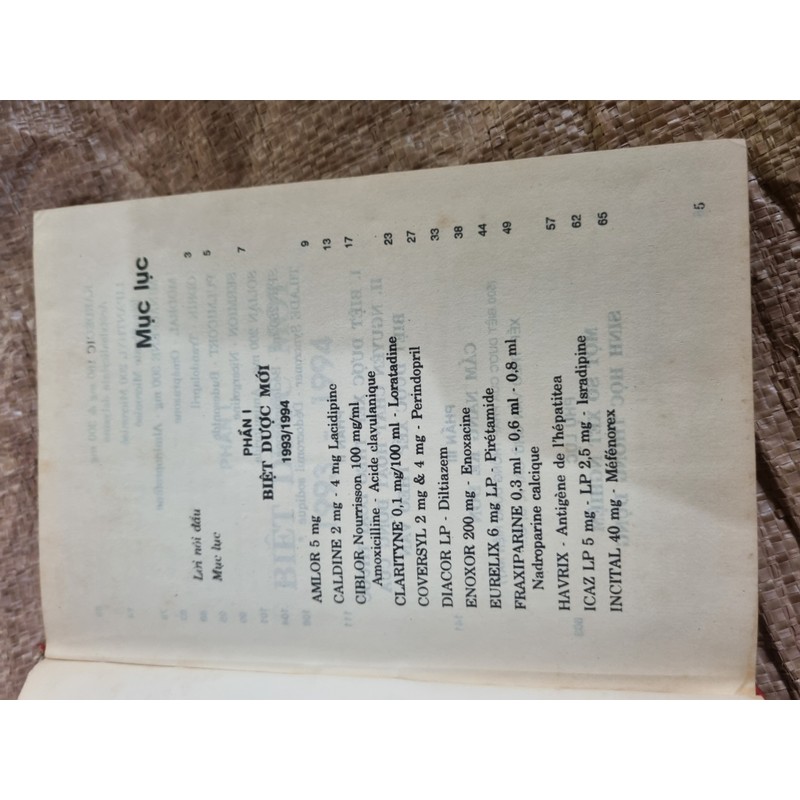 Mục lục
Lời nói đầu 3
Mục lục 5
PHẦN I 7
BIỆT DƯỢC MỚI
1993/1994
AMLOR 5 mg 9
CALDINE 2 mg - 4 mg Lacidipine 13
CIBLOR Nourrisson 100 mg/ml 17
Amoxicilline - Acide clavulanique
CLARITYNE 0,1 mg/100 ml - Loratadine 23
COVERSYL 2 mg & 4 mg - Perindopril 27
DIACOR LP - Diltiazem 33
ENOXOR 200 mg - Enoxacine 38
EURELIX 6 mg LP - Pirétamide 44
FRAXIPARINE 0,3 ml - 0,6 ml - 0,8 ml 49
Nadroparine calcique
HAVRIX - Antigène de l'hépatitea 57
ICAZ LP 5 mg - LP 2,5 mg - Isradipine 62
INCITAL 40 mg - Méfénorex 65
5